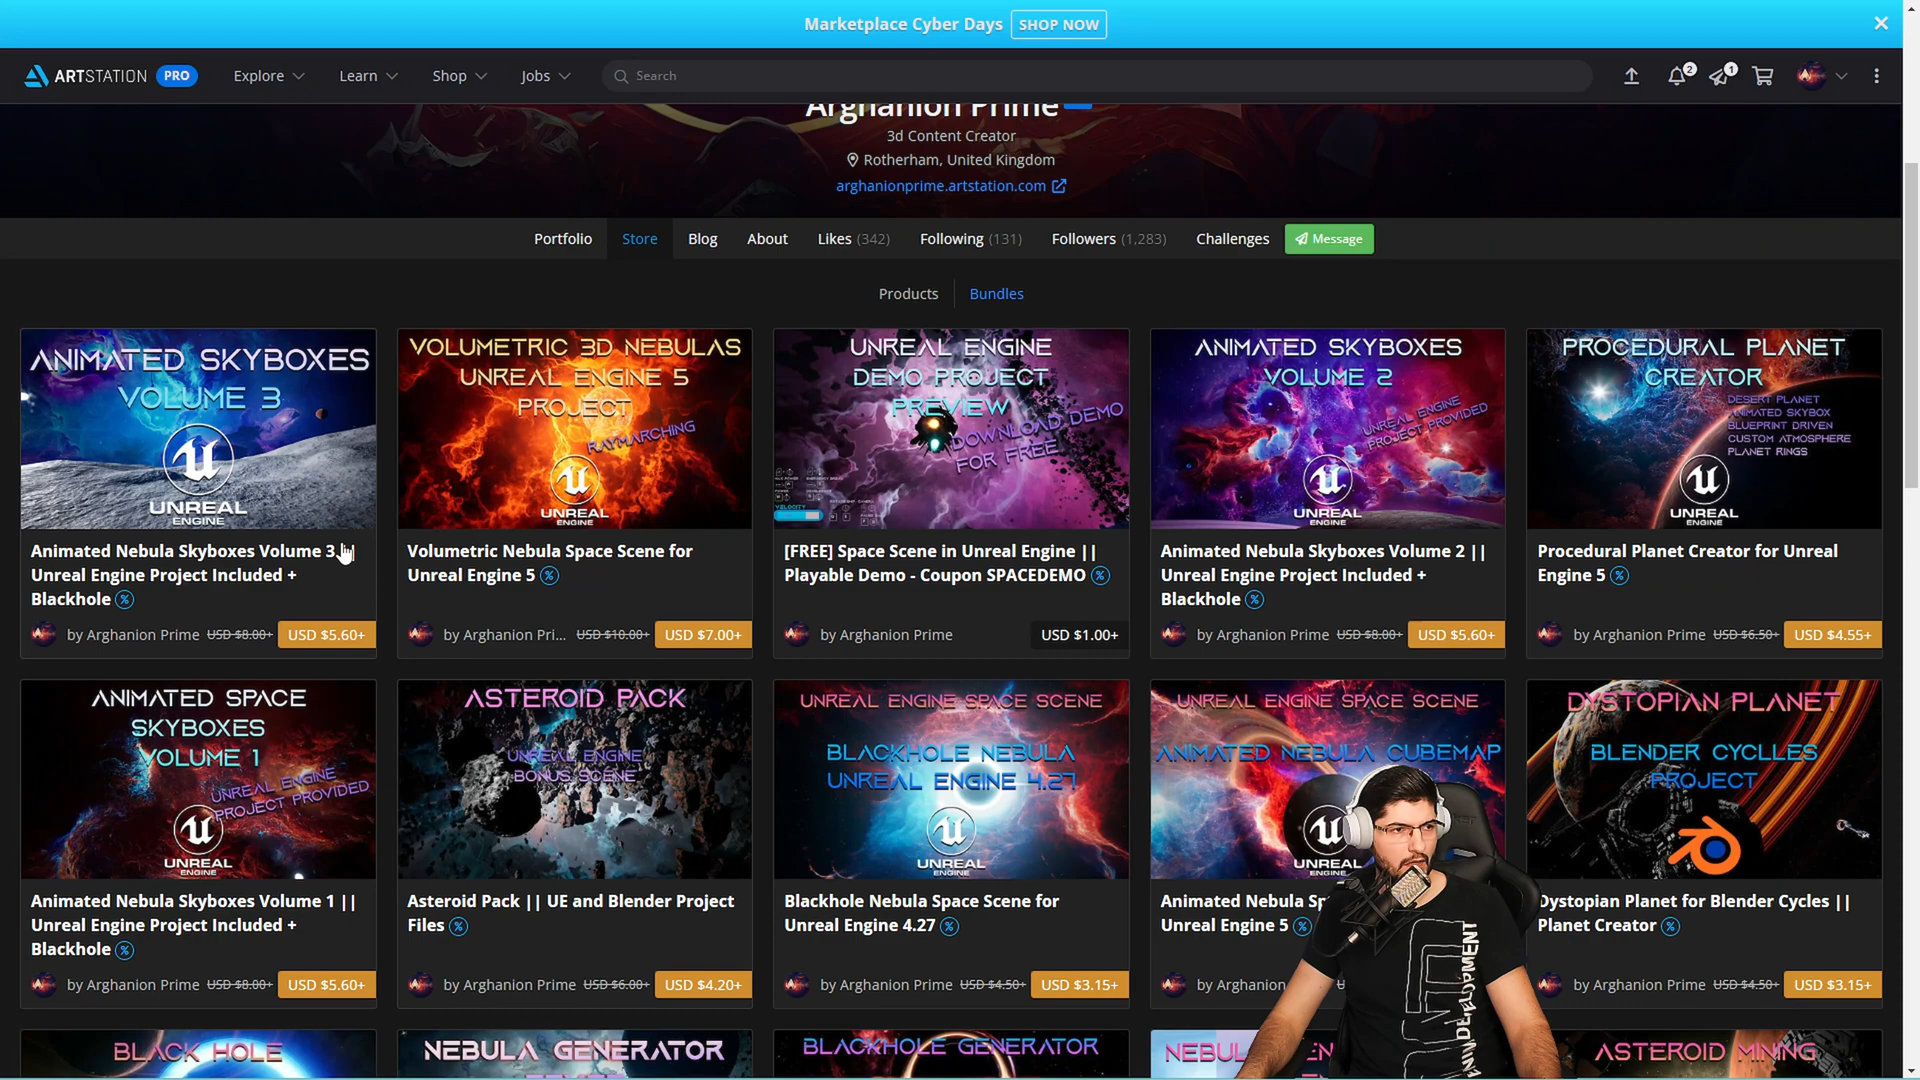 Marketplace Cyber Days SHOP NOW
ARTSTATION PRO Explore Learn Shop Jobs Search 2 1
Arghanion Prime
3d Content Creator
Rotherham, United Kingdom
arghanionprime.artstation.com
Portfolio Store Blog About Likes (342) Following (131) Followers (1,283) Challenges Message
Products Bundles
ANIMATED SKYBOXES
VOLUME 3
UNREAL
ENGINE
Animated Nebula Skyboxes Volume 3 ||
Unreal Engine Project Included +
Blackhole
by Arghanion Prime USD $8.00+ USD $5.60+
VOLUMETRIC 3D NEBULAS
UNREAL ENGINE 5
PROJECT
RAYMARCHING
UNREAL
ENGINE
Volumetric Nebula Space Scene for
Unreal Engine 5
by Arghanion Pri... USD $10.00+ USD $7.00+
UNREAL ENGINE
DEMO PROJECT
PREVIEW
DOWNLOAD DEMO
FOR FREE
VELOCITY
[FREE] Space Scene in Unreal Engine ||
Playable Demo - Coupon SPACEDEMO
by Arghanion Prime USD $1.00+
ANIMATED SKYBOXES
VOLUME 2
UNREAL ENGINE
PROJECT PROVIDED
UNREAL
ENGINE
Animated Nebula Skyboxes Volume 2 ||
Unreal Engine Project Included +
Blackhole
by Arghanion Prime USD $8.00+ USD $5.60+
PROCEDURAL PLANET
CREATOR
DESERT PLANET
ANIMATED SKYBOX
BLUEPRINT DRIVEN
CUSTOM ATMOSPHERE
PLANET RINGS
UNREAL
ENGINE
Procedural Planet Creator for Unreal
Engine 5
by Arghanion Prime USD $6.50+ USD $4.55+
ANIMATED SPACE
SKYBOXES
VOLUME 1
UNREAL ENGINE
PROJECT PROVIDED
UNREAL
ENGINE
Animated Nebula Skyboxes Volume 1 ||
Unreal Engine Project Included +
Blackhole
by Arghanion Prime USD $8.00+ USD $5.60+
ASTEROID PACK
UNREAL ENGINE
BONUS SCENE
Asteroid Pack || UE and Blender Project
Files
by Arghanion Prime USD $6.00+ USD $4.20+
UNREAL ENGINE SPACE SCENE
BLACKHOLE NEBULA
UNREAL ENGINE 4.27
UNREAL
ENGINE
Blackhole Nebula Space Scene for
Unreal Engine 4.27
by Arghanion Prime USD $4.50+ USD $3.15+
UNREAL ENGINE SPACE SCENE
ANIMATED NEBULA CUBEMAP
UNREAL
ENGINE
Animated Nebula Sp
Unreal Engine 5
by Arghanion U
DYSTOPIAN PLANET
BLENDER CYCLLES
PROJECT
Dystopian Planet for Blender Cycles ||
Planet Creator
by Arghanion Prime USD $4.50+ USD $3.15+
BLACK HOLE
NEBULA GENERATOR
BLACKHOLE GENERATOR
NEBUL EN
ASTEROID MINING